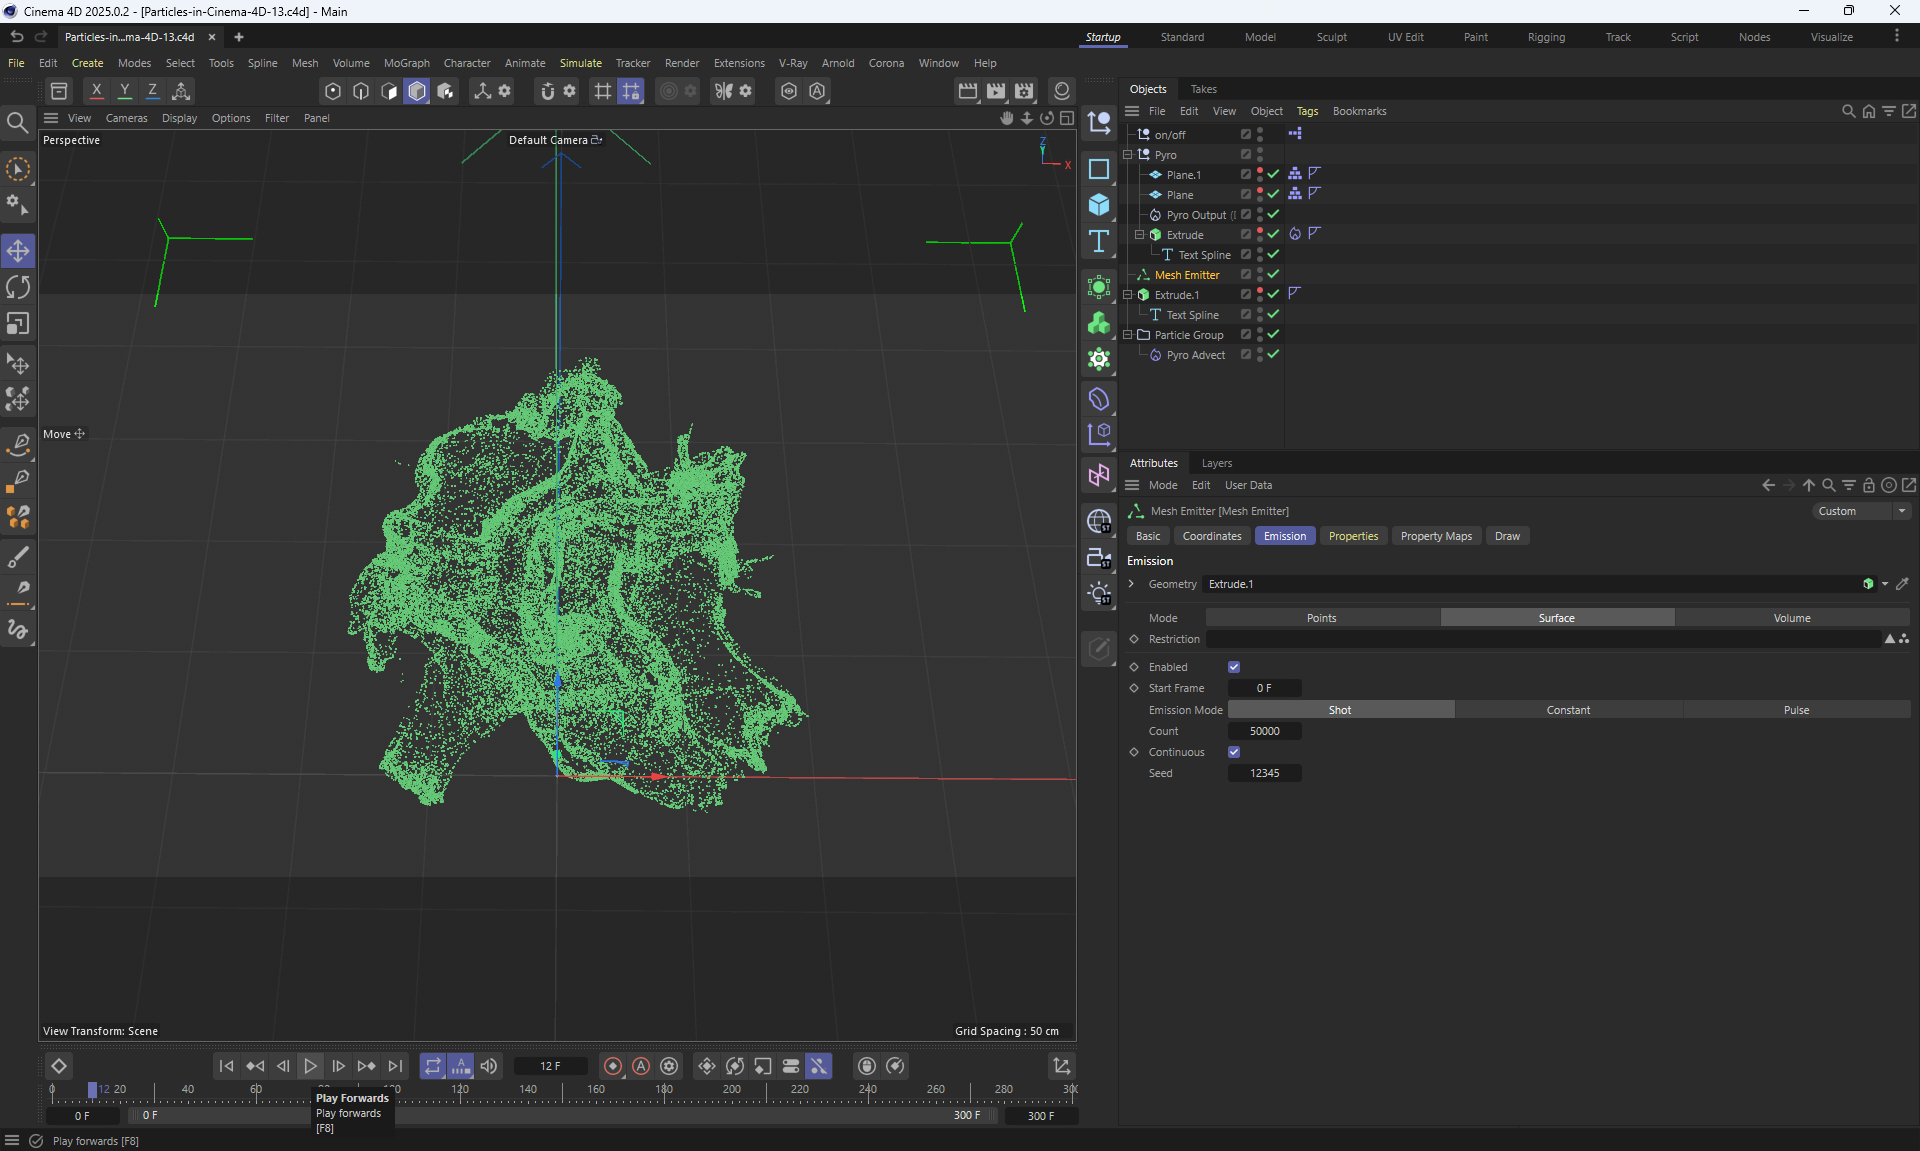 Cinema 4D 2025.0.2 - [Particles-in-Cinema-4D-13.c4d] - Main
Particles-in...ma-4D-13.c4d
Startup Standard Model Sculpt UV Edit Paint Rigging Track Script Nodes Visualize
File Edit Create Modes Select Tools Spline Mesh Volume MoGraph Character Animate Simulate Tracker Render Extensions V-Ray Arnold Corona Window Help
X Y Z
View Cameras Display Options Filter Panel
Perspective
Default Camera
Z
Y
X
Move
View Transform: Scene
Grid Spacing : 50 cm
Objects Takes
File Edit View Object Tags Bookmarks
on/off
Pyro
Plane.1
Plane
Pyro Output
Extrude
Text Spline
Mesh Emitter
Extrude.1
Text Spline
Particle Group
Pyro Advect
Attributes Layers
Mode Edit User Data
Mesh Emitter [Mesh Emitter]
Custom
Basic Coordinates Emission Properties Property Maps Draw
Emission
Geometry Extrude.1
Mode Points Surface Volume
Restriction
Enabled
Start Frame 0 F
Emission Mode Shot Constant Pulse
Count 50000
Continuous
Seed 12345
12 F
0 12 20 40 60 120 140 160 180 200 220 240 260 280
0 F 0 F 300 F 300 F
Play Forwards
Play forwards
[F8]
Play forwards [F8]